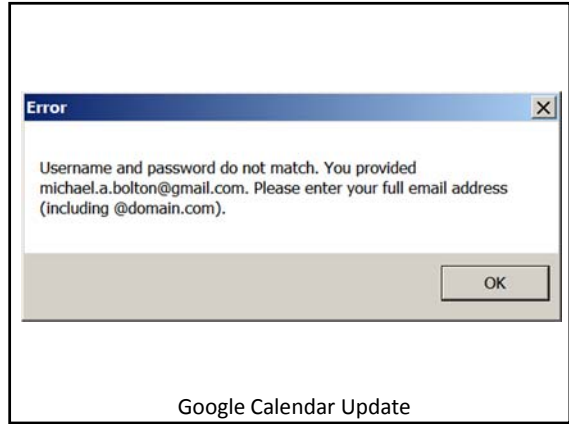 Error
Username and password do not match. You provided
michael.a.bolton@gmail.com. Please enter your full email address
(including @domain.com).
OK
Google Calendar Update